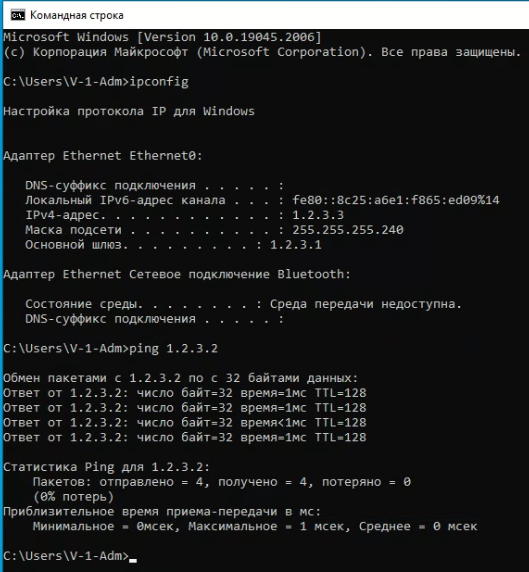 Командная строка
Microsoft Windows [Version 10.0.19045.2006]
(c) Корпорация Майкрософт (Microsoft Corporation). Все права защищены.
C:\Users\V-1-Adm>ipconfig
Настройка протокола IP для Windows
Адаптер Ethernet Ethernet0:
DNS-суффикс подключения . . . . . :
Локальный IPv6-адрес канала . . . : fe80::8c25:a6e1:f865:ed09%14
IPv4-адрес. . . . . . . . . . . . : 1.2.3.3
Маска подсети . . . . . . . . . . : 255.255.255.240
Основной шлюз. . . . . . . . . : 1.2.3.1
Адаптер Ethernet Сетевое подключение Bluetooth:
Состояние среды. . . . . . . . : Среда передачи недоступна.
DNS-суффикс подключения . . . . . :
C:\Users\V-1-Adm>ping 1.2.3.2
Обмен пакетами с 1.2.3.2 по с 32 байтами данных:
Ответ от 1.2.3.2: число байт=32 время=1мс TTL=128
Ответ от 1.2.3.2: число байт=32 время<1мс TTL=128
Ответ от 1.2.3.2: число байт=32 время<1мс TTL=128
Ответ от 1.2.3.2: число байт=32 время=1мс TTL=128
Статистика Ping для 1.2.3.2:
Пакетов: отправлено = 4, получено = 4, потеряно = 0
(0% потерь)
Приблизительное время приема-передачи в мс:
Минимальное = 0мсек, Максимальное = 1 мсек, Среднее = 0 мсек
C:\Users\V-1-Adm>